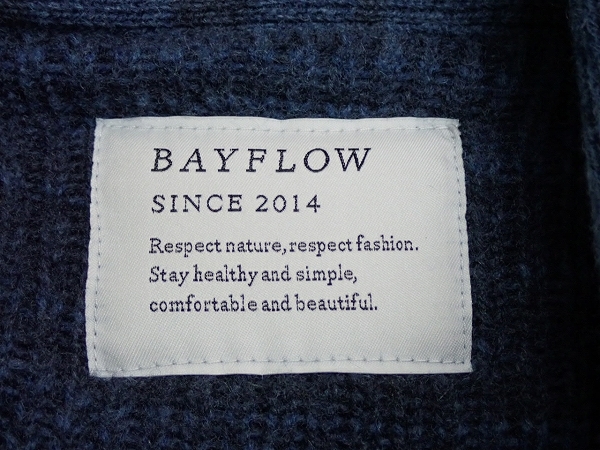 BAYFLOW
SINCE 2014
Respect nature, respect fashion.
Stay healthy and simple,
comfortable and beautiful.